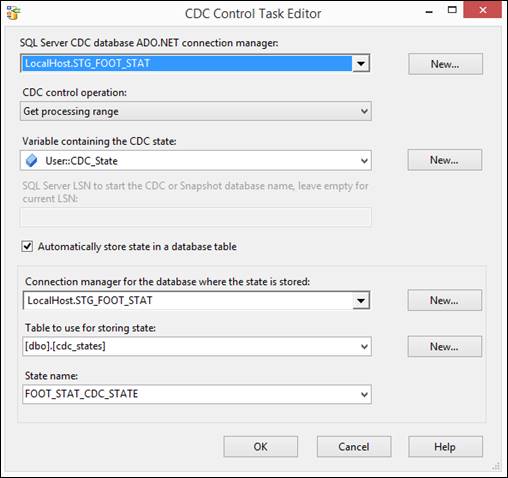 CDC Control Task Editor
SQL Server CDC database ADO.NET connection manager:
LocalHost.STG_FOOT_STAT
New...
CDC control operation:
Get processing range
Variable containing the CDC state:
User::CDC_State
New...
SQL Server LSN to start the CDC or Snapshot database name, leave empty for
current LSN:
Automatically store state in a database table
Connection manager for the database where the state is stored:
LocalHost.STG_FOOT_STAT
New...
Table to use for storing state:
[dbo].[cdc_states]
New...
State name:
FOOT_STAT_CDC_STATE
OK
Cancel
Help